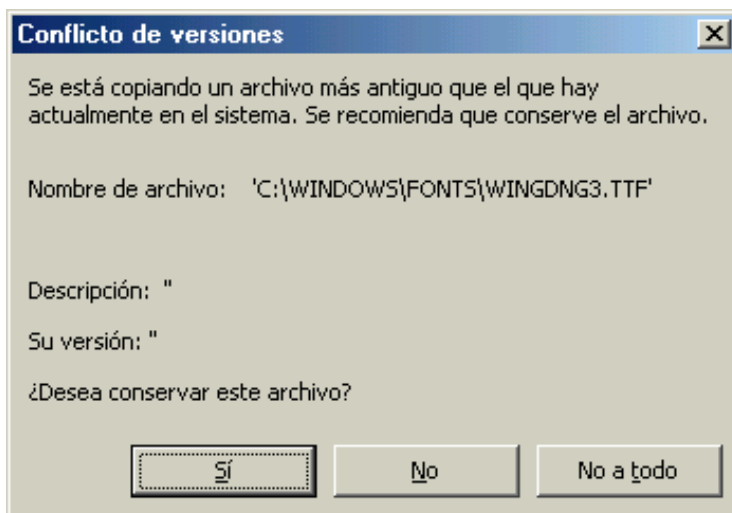 Conflicto de versiones
Se está copiando un archivo más antiguo que el que hay
actualmente en el sistema. Se recomienda que conserve el archivo.
Nombre de archivo: 'C:\WINDOWS\FONTS\WINGDNG3.TTF'
Descripción: ''
Su versión: ''
¿Desea conservar este archivo?
Sí No No a todo